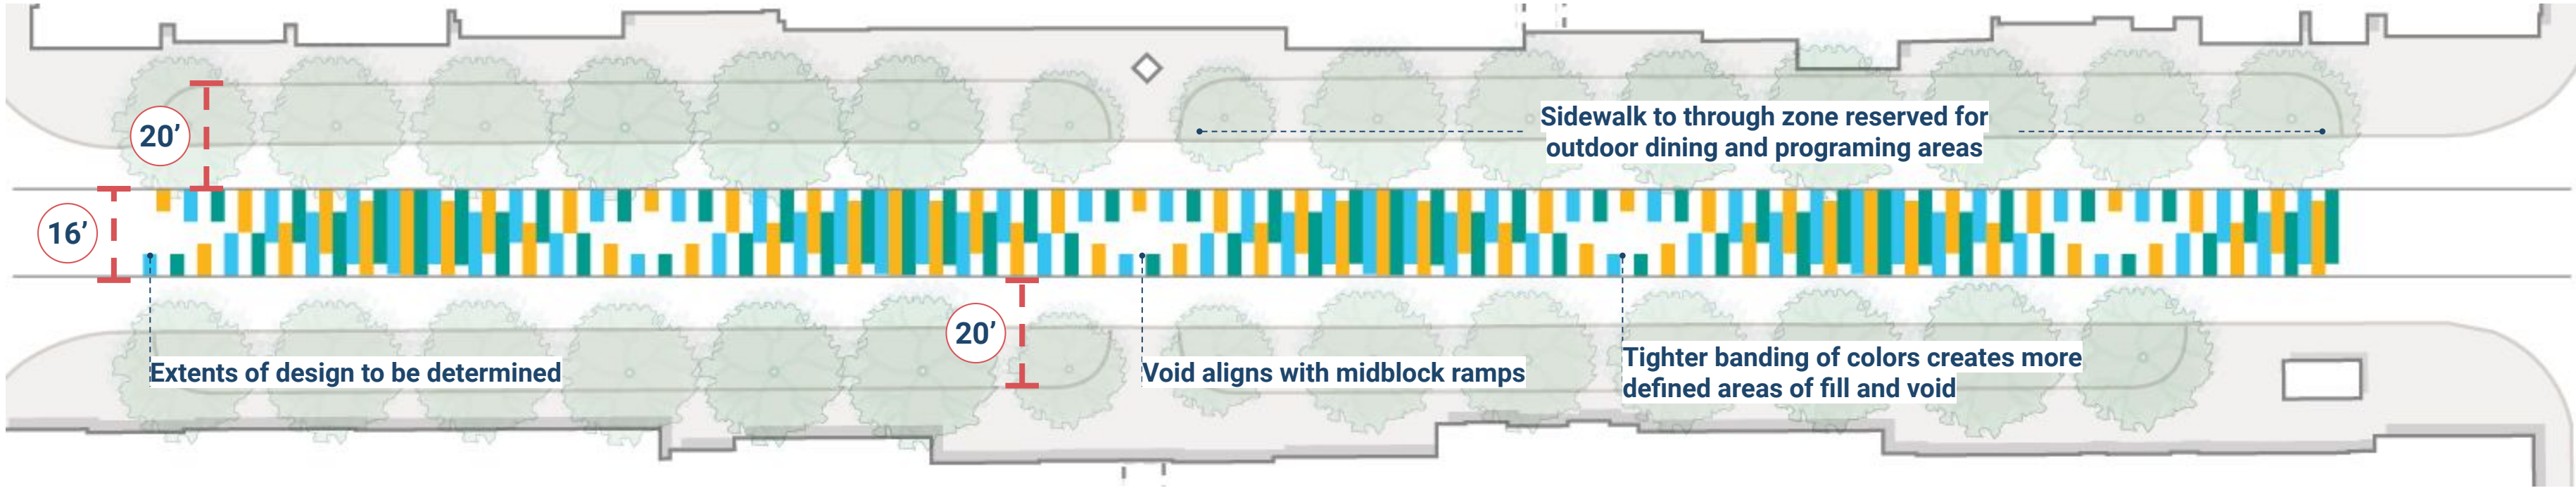 20’
Sidewalk to through zone reserved for
outdoor dining and programing areas
16’
20’
Extents of design to be determined
Void aligns with midblock ramps
Tighter banding of colors creates more
defined areas of fill and void